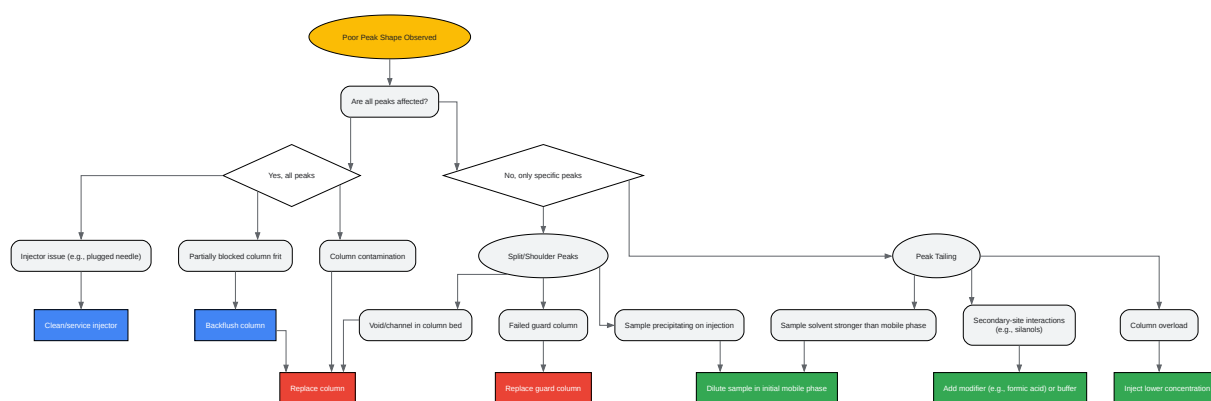 Poor Peak Shape Observed
Are all peaks affected?
Yes, all peaks
No, only specific peaks
Injector issue (e.g., plugged needle)
Partially blocked column frit
Column contamination
Split/Shoulder Peaks
Peak Tailing
Clean/service injector
Backflush column
Void/channel in column bed
Failed guard column
Sample precipitating on injection
Sample solvent stronger than mobile phase
Secondary-site interactions
(e.g., silanols)
Column overload
Replace column
Replace guard column
Dilute sample in initial mobile phase
Add modifier (e.g., formic acid) or buffer
Inject lower concentration